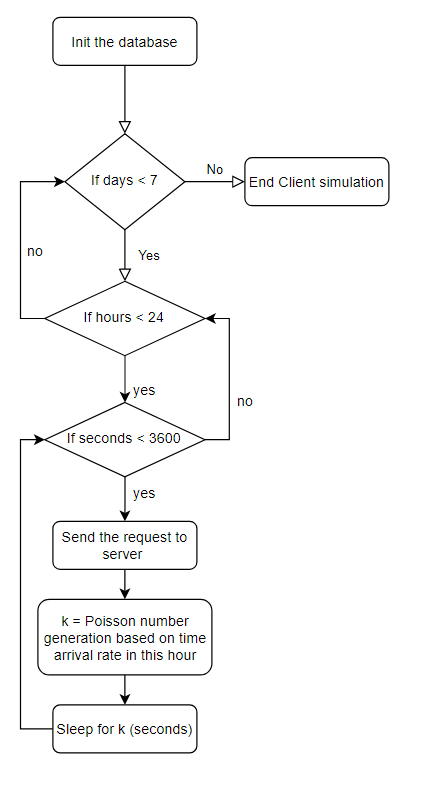 Init the database
If days < 7
No
End Client simulation
no
Yes
If hours < 24
yes
no
If seconds < 3600
yes
Send the request to
server
k = Poisson number
generation based on time
arrival rate in this hour
Sleep for k (seconds)